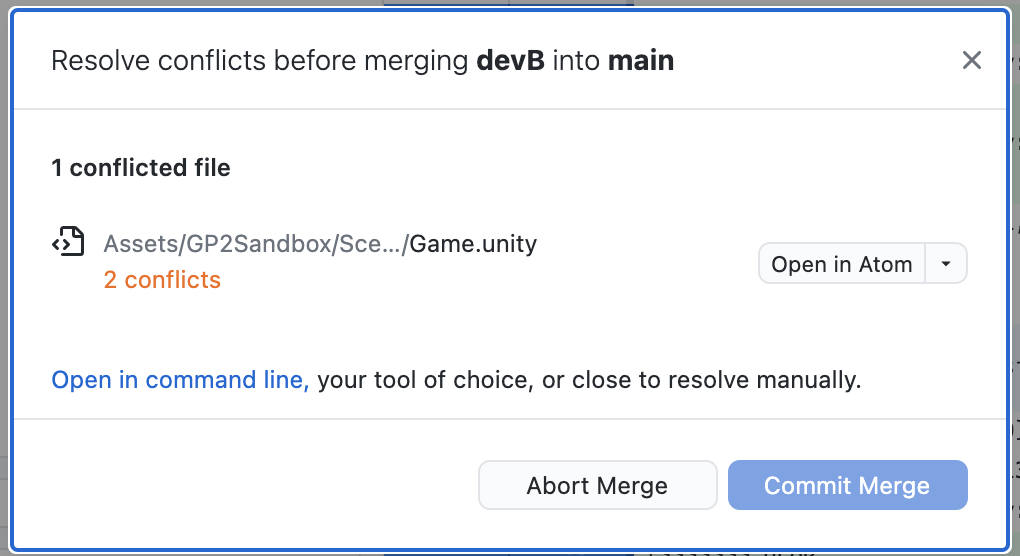 Resolve conflicts before merging devB into main
1 conflicted file
Assets/GP2Sandbox/Sce.../Game.unity
2 conflicts
Open in Atom
Open in command line, your tool of choice, or close to resolve manually.
Abort Merge
Commit Merge